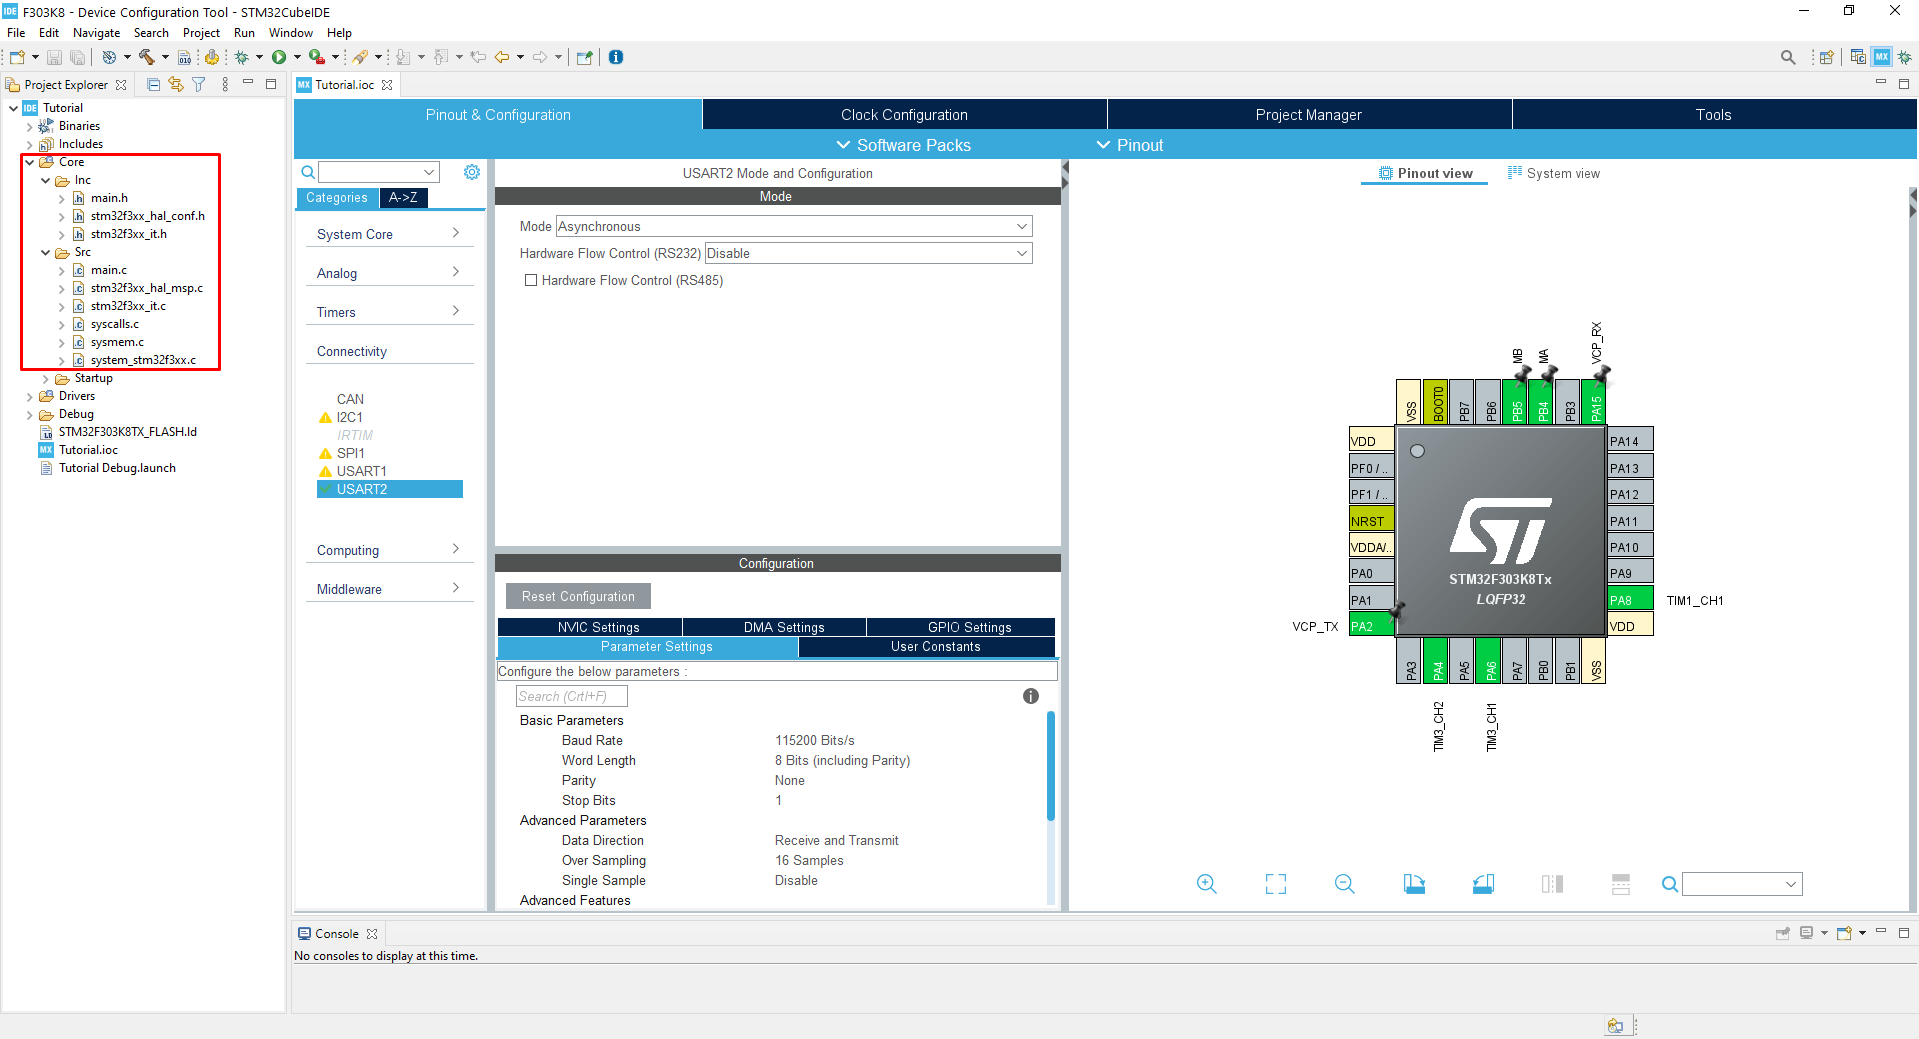 F303K8 - Device Configuration Tool - STM32CubeIDE
File Edit Navigate Search Project Run Window Help
Project Explorer
Tutorial
Binaries
Includes
Core
Inc
main.h
stm32f3xx_hal_conf.h
stm32f3xx_it.h
Src
main.c
stm32f3xx_hal_msp.c
stm32f3xx_it.c
syscalls.c
sysmem.c
system_stm32f3xx.c
Startup
Drivers
Debug
STM32F303K8TX_FLASH.ld
Tutorial.ioc
Tutorial Debug.launch
Tutorial.ioc
Pinout & Configuration
Clock Configuration
Project Manager
Tools
Software Packs
Pinout
Categories
A->Z
System Core
Analog
Timers
Connectivity
CAN
I2C1
IRTIM
SPI1
USART1
USART2
Computing
Middleware
USART2 Mode and Configuration
Mode
Mode Asynchronous
Hardware Flow Control (RS232) Disable
Hardware Flow Control (RS485)
Configuration
Reset Configuration
NVIC Settings
DMA Settings
GPIO Settings
Parameter Settings
User Constants
Configure the below parameters :
Search (Crtl+F)
Basic Parameters
Baud Rate 115200 Bits/s
Word Length 8 Bits (including Parity)
Parity None
Stop Bits 1
Advanced Parameters
Data Direction Receive and Transmit
Over Sampling 16 Samples
Single Sample Disable
Advanced Features
Pinout view
System view
MB
MA
VCP_RX
VSS
BOOT0
PB7
PB6
PB5
PB4
PB3
PA15
VDD
PF0 / ..
PF1 / ..
NRST
VDDA/..
PA0
PA1
VCP_TX
PA2
STM32F303K8Tx
LQFP32
PA14
PA13
PA12
PA11
PA10
PA9
PA8
TIM1_CH1
VDD
PA3
PA4
PA5
PA6
PA7
PB0
PB1
VSS
TIM3_CH2
TIM3_CH1
Console
No consoles to display at this time.